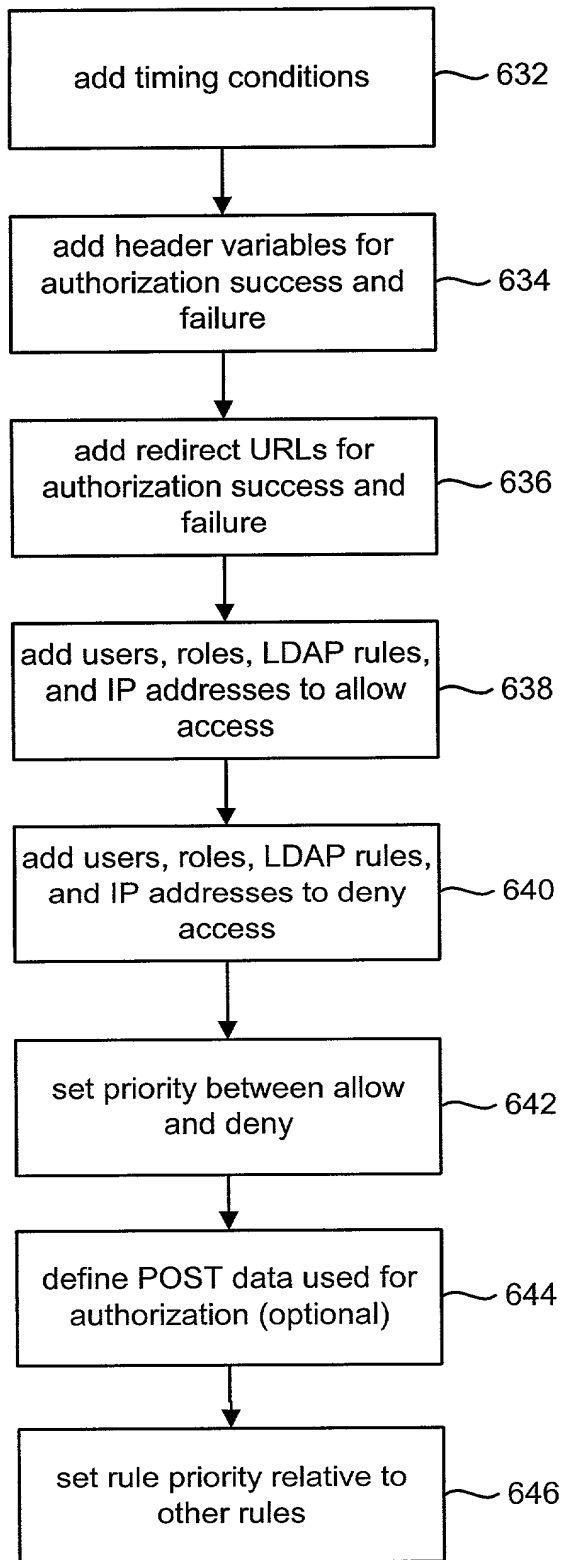 add timing conditions
632
add header variables for
authorization success and
failure
634
add redirect URLs for
authorization success and
failure
636
add users, roles, LDAP rules,
and IP addresses to allow
access
638
add users, roles, LDAP rules,
and IP addresses to deny
access
640
set priority between allow
and deny
642
define POST data used for
authorization (optional)
644
set rule priority relative to
other rules
646